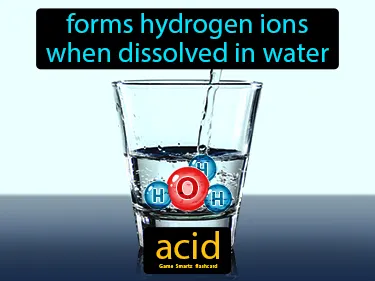 forms hydrogen ions
when dissolved in water
H
H
O
H
acid
Game Smartz flashcard